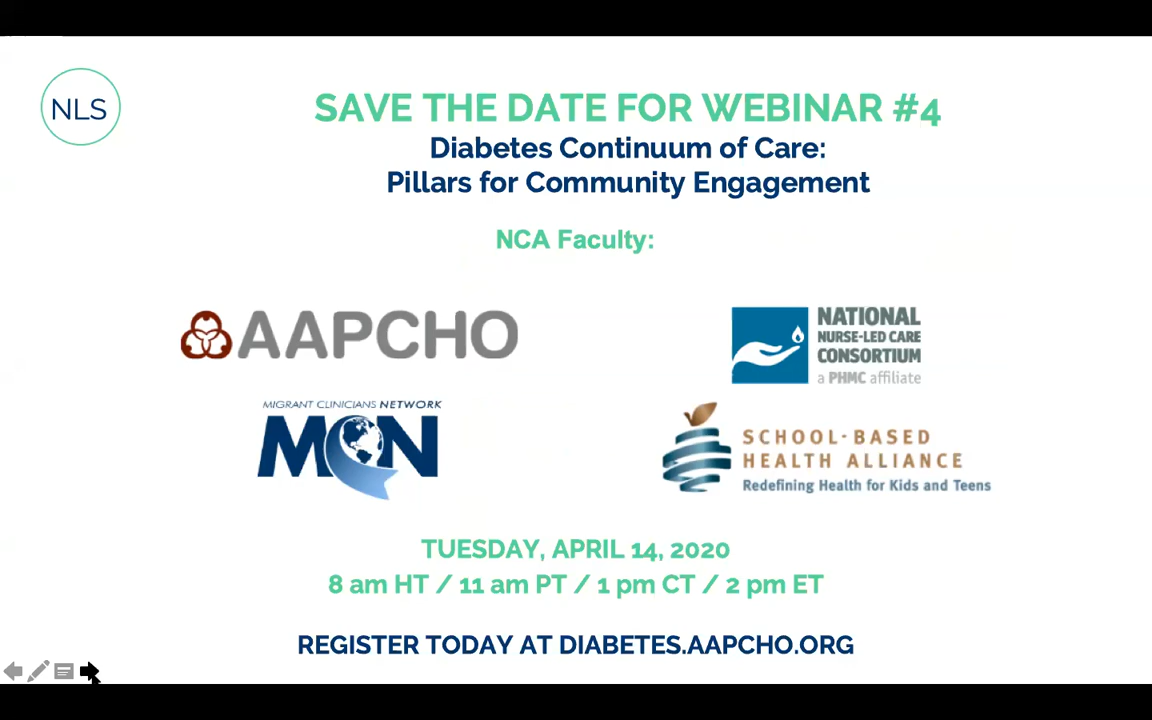 NLS
SAVE THE DATE FOR WEBINAR #4
Diabetes Continuum of Care:
Pillars for Community Engagement
NCA Faculty:
AAPCHO
NATIONAL
NURSE-LED CARE
CONSORTIUM
a PHMC affiliate
MIGRANT CLINICIANS NETWORK
MCN
SCHOOL-BASED
HEALTH ALLIANCE
Redefining Health for Kids and Teens
TUESDAY, APRIL 14, 2020
8 am HT / 11 am PT / 1 pm CT / 2 pm ET
REGISTER TODAY AT DIABETES.AAPCHO.ORG